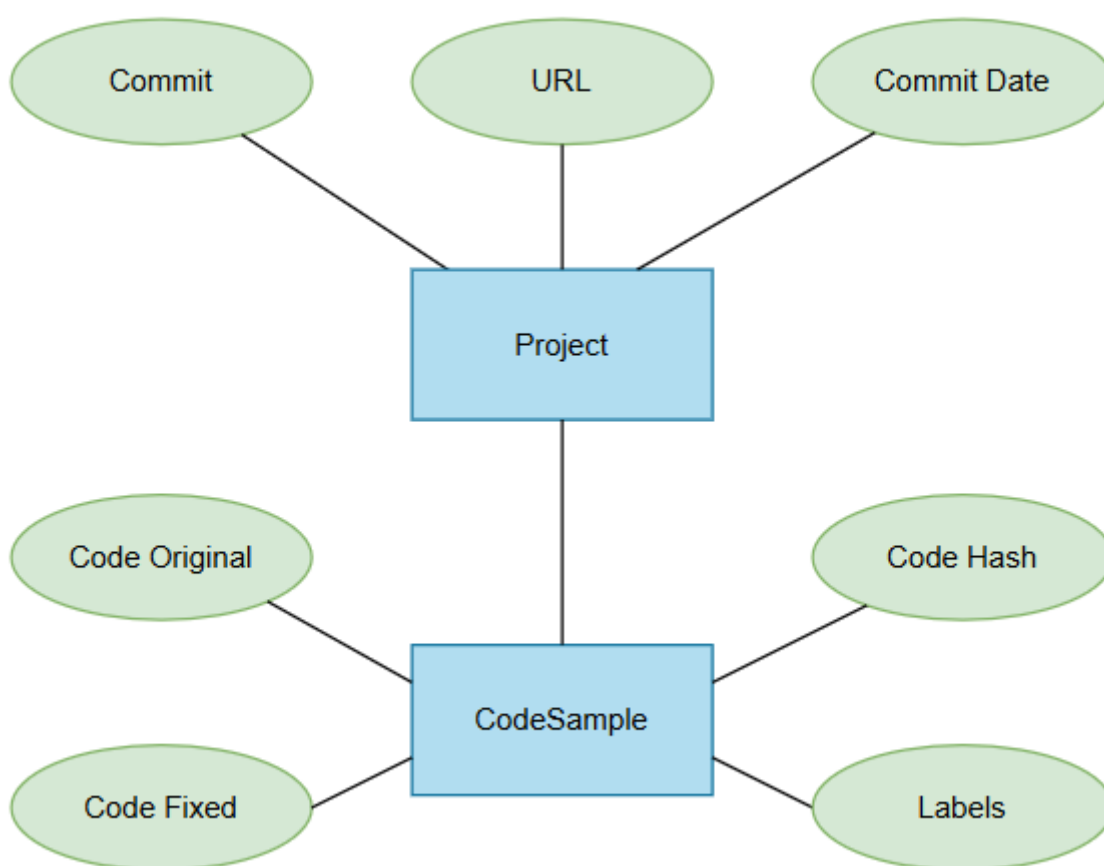 Commit
URL
Commit Date
Project
Code Original
Code Hash
CodeSample
Code Fixed
Labels